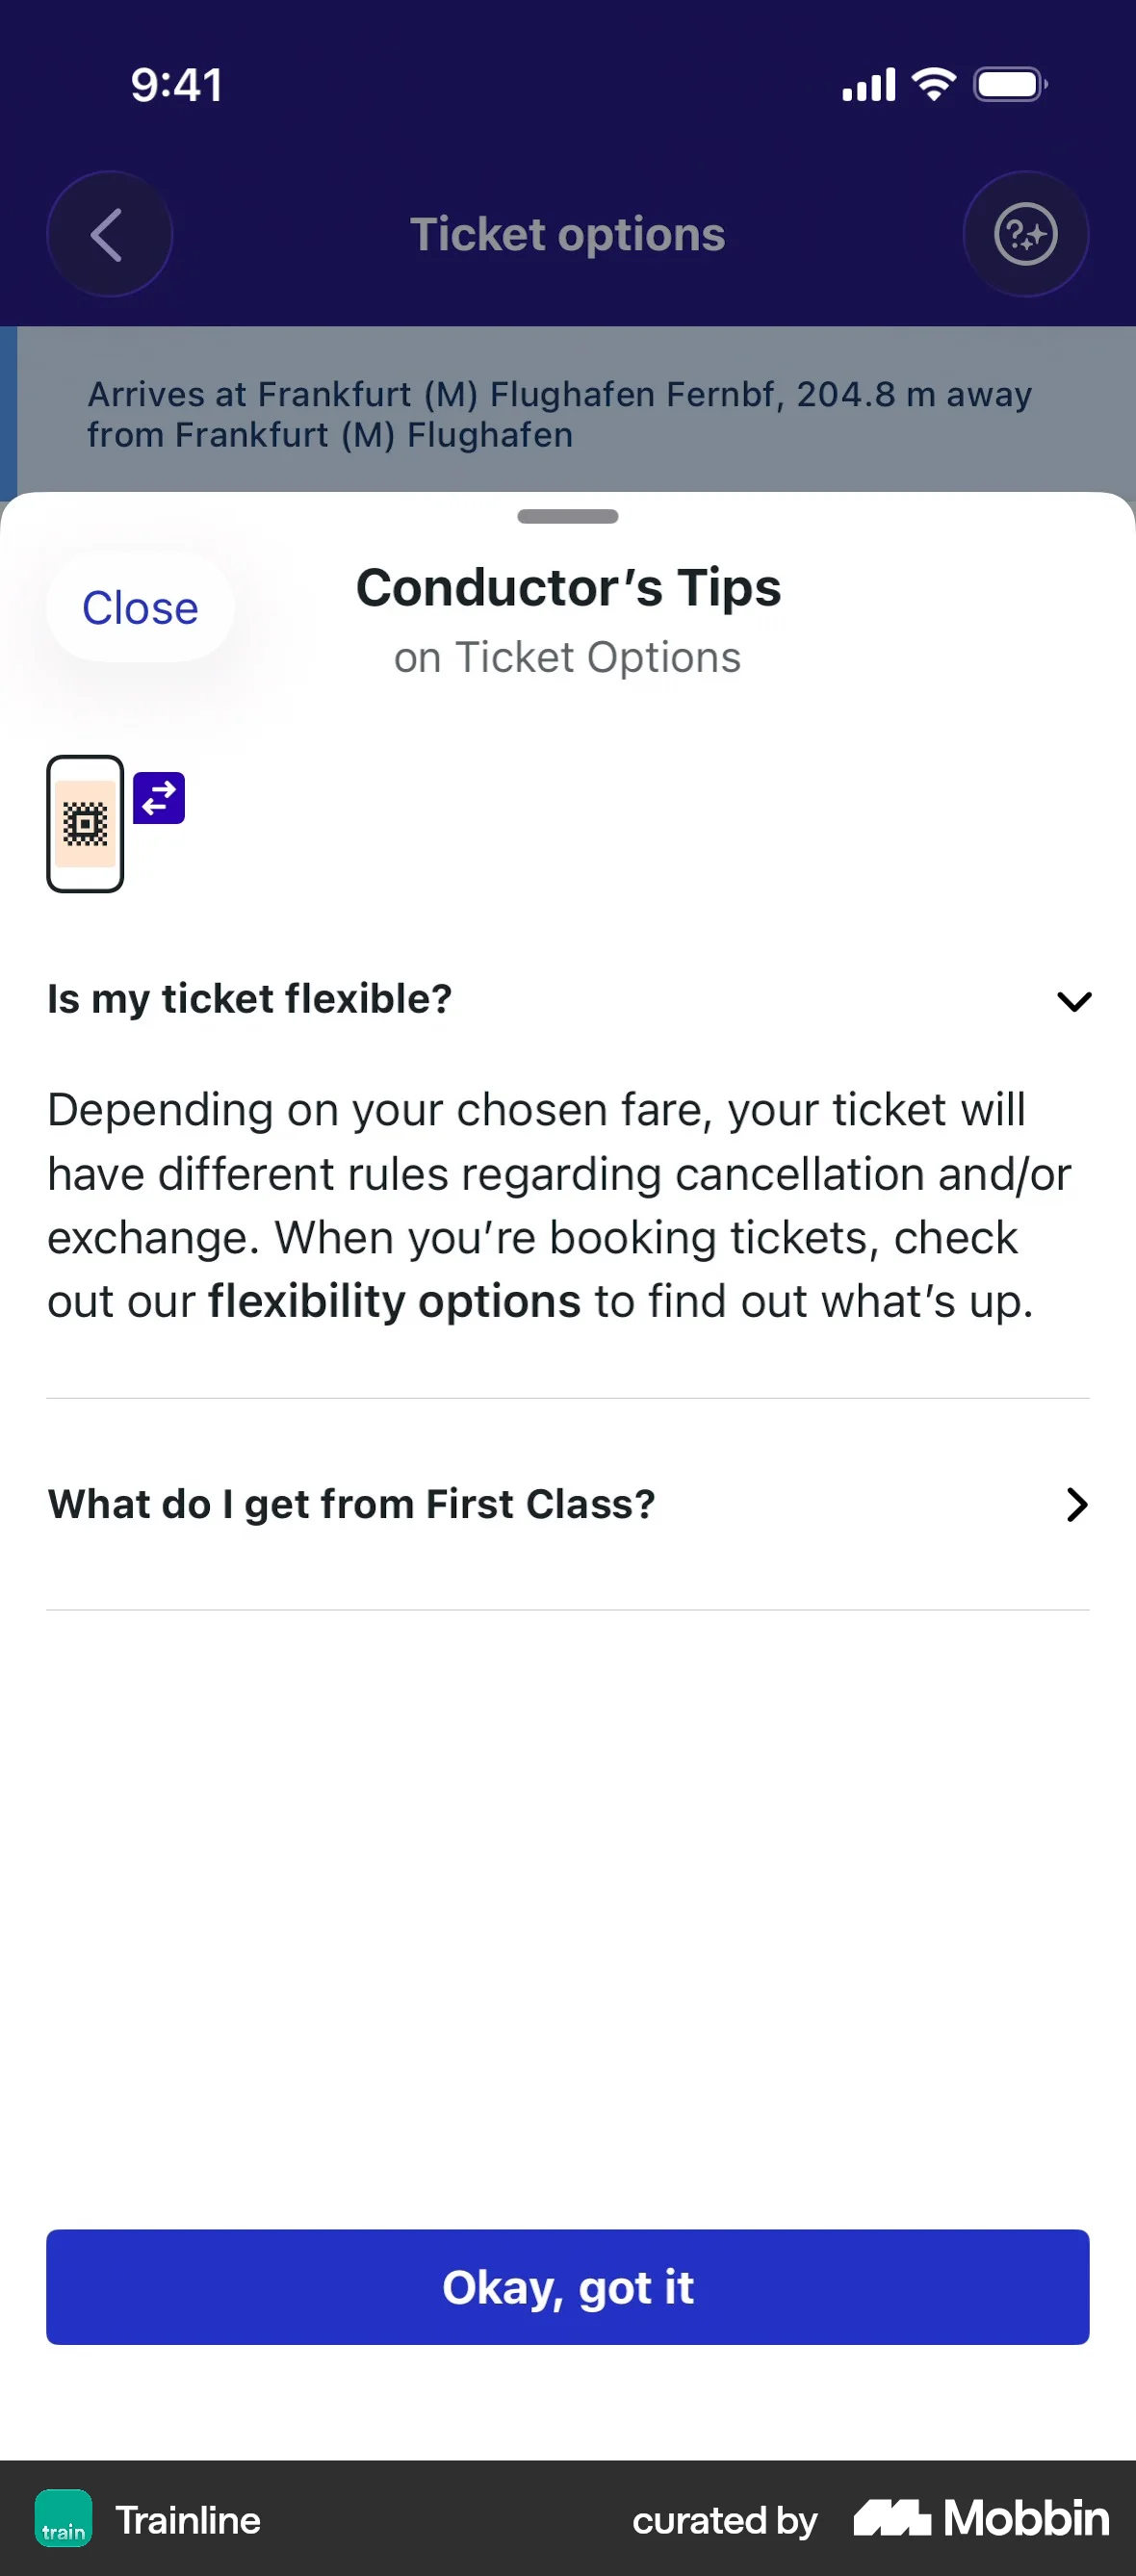 9:41
Ticket options
Arrives at Frankfurt (M) Flughafen Fernbf, 204.8 m away
from Frankfurt (M) Flughafen
Close
Conductor’s Tips
on Ticket Options
Is my ticket flexible?
Depending on your chosen fare, your ticket will
have different rules regarding cancellation and/or
exchange. When you’re booking tickets, check
out our flexibility options to find out what’s up.
What do I get from First Class?
Okay, got it
train
Trainline
curated by
Mobbin